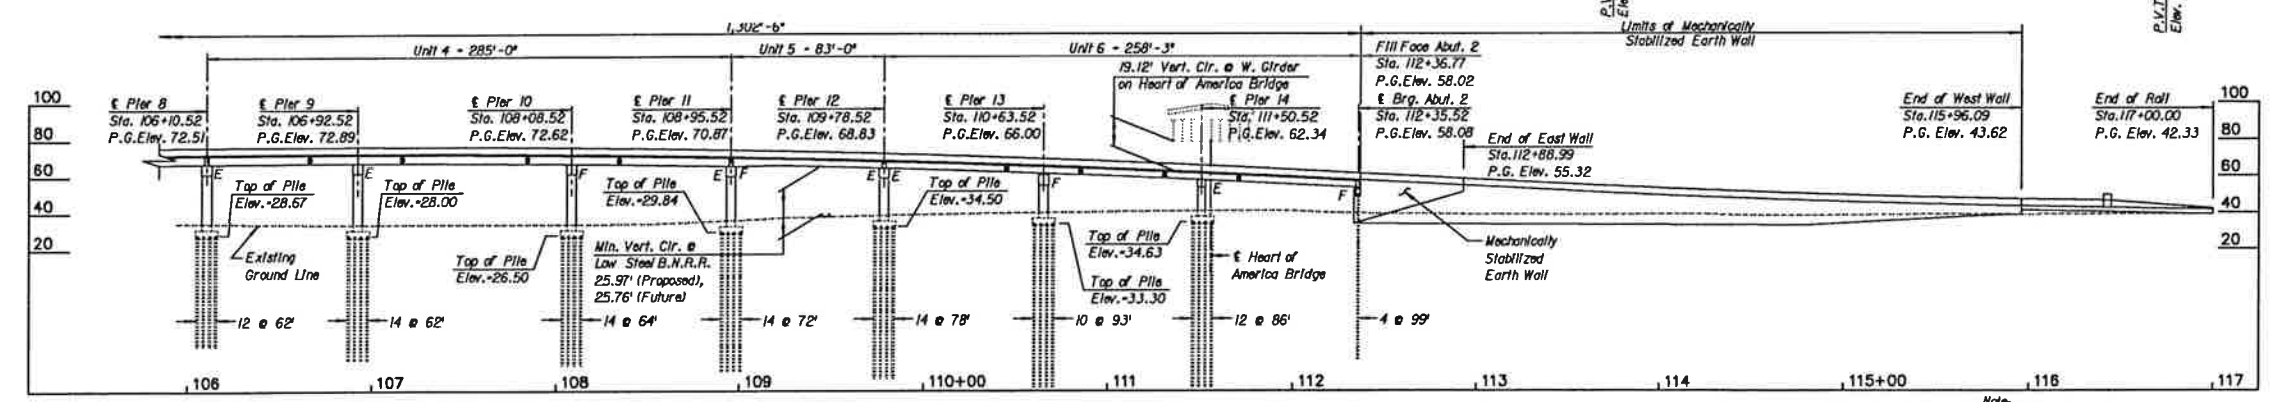 P.V.T
Elev.
1,302'-6"
Limits of Mechanically
Stabilized Earth Wall
Unit 4 - 285'-0"
Unit 5 - 83'-0"
Unit 6 - 258'-3"
Fill Face Abut. 2
Sta. 112+36.77
P.G.Elev. 58.02
19.12' Vert. Clr. @ W. Girder
on Heart of America Bridge
100
80
60
40
20
℄ Pier 8
Sta. 106+10.52
P.G.Elev. 72.51
℄ Pier 9
Sta. 106+92.52
P.G.Elev. 72.89
℄ Pier 10
Sta. 108+08.52
P.G.Elev. 72.62
℄ Pier 11
Sta. 108+95.52
P.G.Elev. 70.87
℄ Pier 12
Sta. 109+78.52
P.G.Elev. 68.83
℄ Pier 13
Sta. 110+63.52
P.G.Elev. 66.00
℄ Pier 14
Sta. 111+50.52
P.G.Elev. 62.34
℄ Brg. Abut. 2
Sta. 112+35.52
P.G.Elev. 58.08
End of East Wall
Sta.112+88.99
P.G. Elev. 55.32
End of West Wall
Sta.115+96.09
P.G. Elev. 43.62
End of Rail
Sta.117+00.00
P.G. Elev. 42.33
100
80
60
40
20
E
E
F
E F
E E
F
E
F
Top of Pile
Elev.=28.67
Top of Pile
Elev.=28.00
Top of Pile
Elev.=26.50
Top of Pile
Elev.=29.84
Top of Pile
Elev.=34.50
Top of Pile
Elev.=34.63
Top of Pile
Elev.=33.30
Existing
Ground Line
Min. Vert. Clr. @
Low Steel B.N.R.R.
25.97' (Proposed),
25.76' (Future)
℄ Heart of
America Bridge
Mechanically
Stabilized
Earth Wall
12 @ 62'
14 @ 62'
14 @ 64'
14 @ 72'
14 @ 78'
10 @ 93'
12 @ 86'
4 @ 99'
106
107
108
109
110+00
111
112
113
114
115+00
116
117